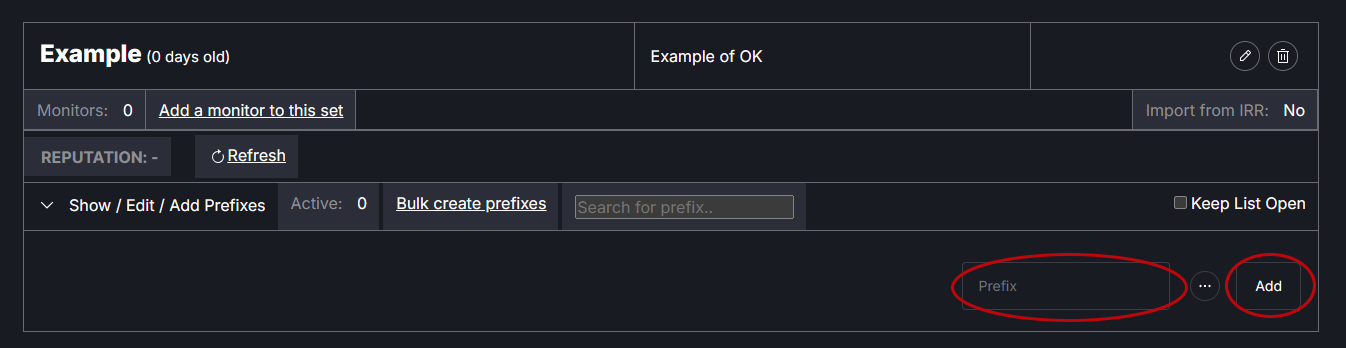 Example (0 days old)
Example of OK
Monitors: 0
Add a monitor to this set
Import from IRR: No
REPUTATION: -
Refresh
Show / Edit / Add Prefixes
Active: 0
Bulk create prefixes
Search for prefix..
Keep List Open
Prefix
...
Add